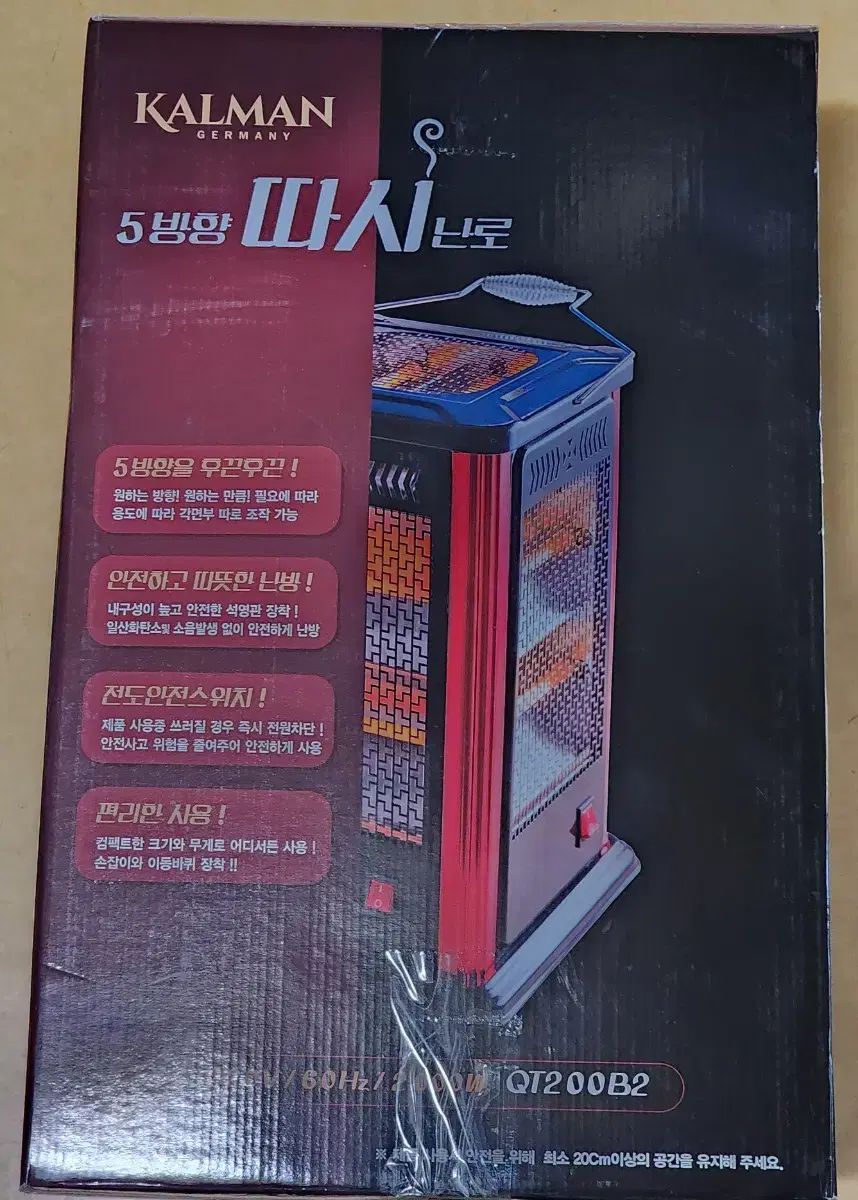 KALMAN
GERMANY
5방향 따시 난로
5방향을 후끈후끈!
원하는 방향! 원하는 만큼! 필요에 따라
용도에 따라 각면부 따로 조작 가능
안전하고 따뜻한 난방!
내구성이 높고 안전한 석영관 장착!
일산화탄소및 소음발생 없이 안전하게 난방
전도안전스위치!
제품 사용중 쓰러질 경우 즉시 전원차단!
안전사고 위험을 줄여주어 안전하게 사용
편리한 사용!
컴팩트한 크기와 무게로 어디서든 사용!
손잡이와 이동바퀴 장착!!
V/60Hz/2000W QT200B2
※ 제품 사용시 안전을 위해 최소 20Cm이상의 공간을 유지해 주세요.